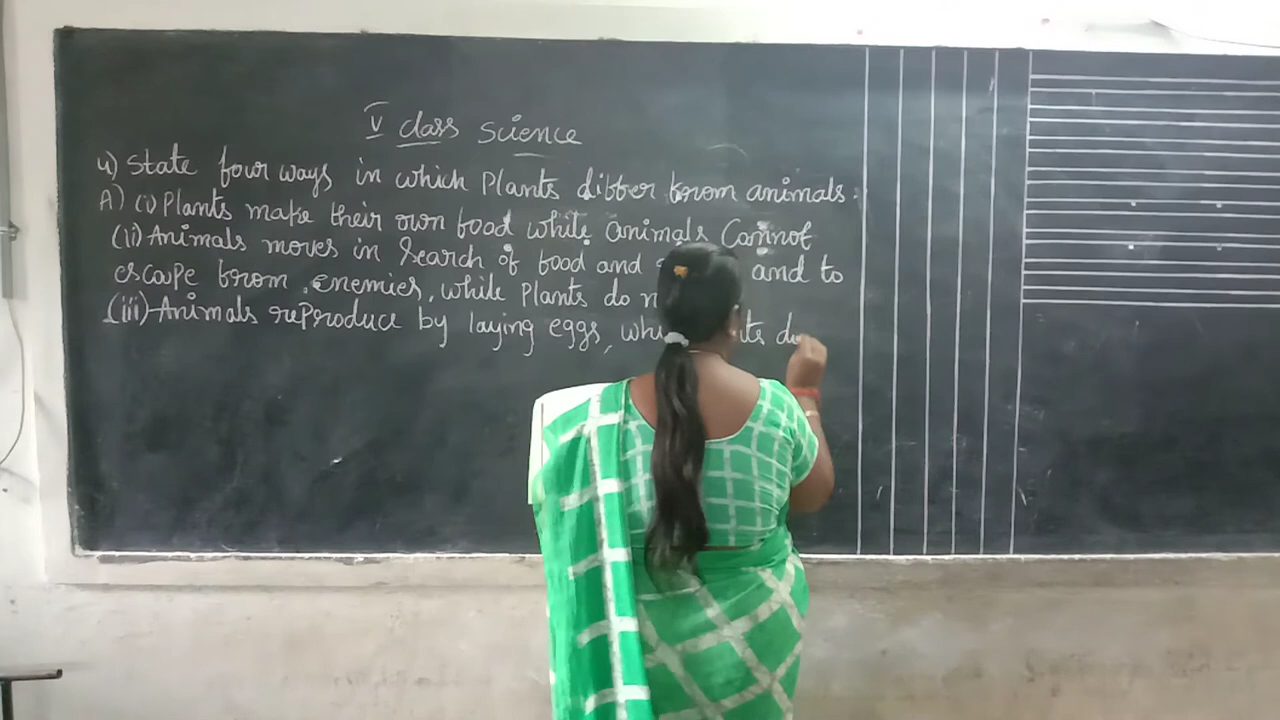 V class Science
4) State four ways in which Plants differ from animals.
A) (i) Plants make their own food while animals Cannot
(ii) Animals moves in Search of food and and to
escape from enemies, while Plants do
(iii) Animals reproduce by laying eggs,